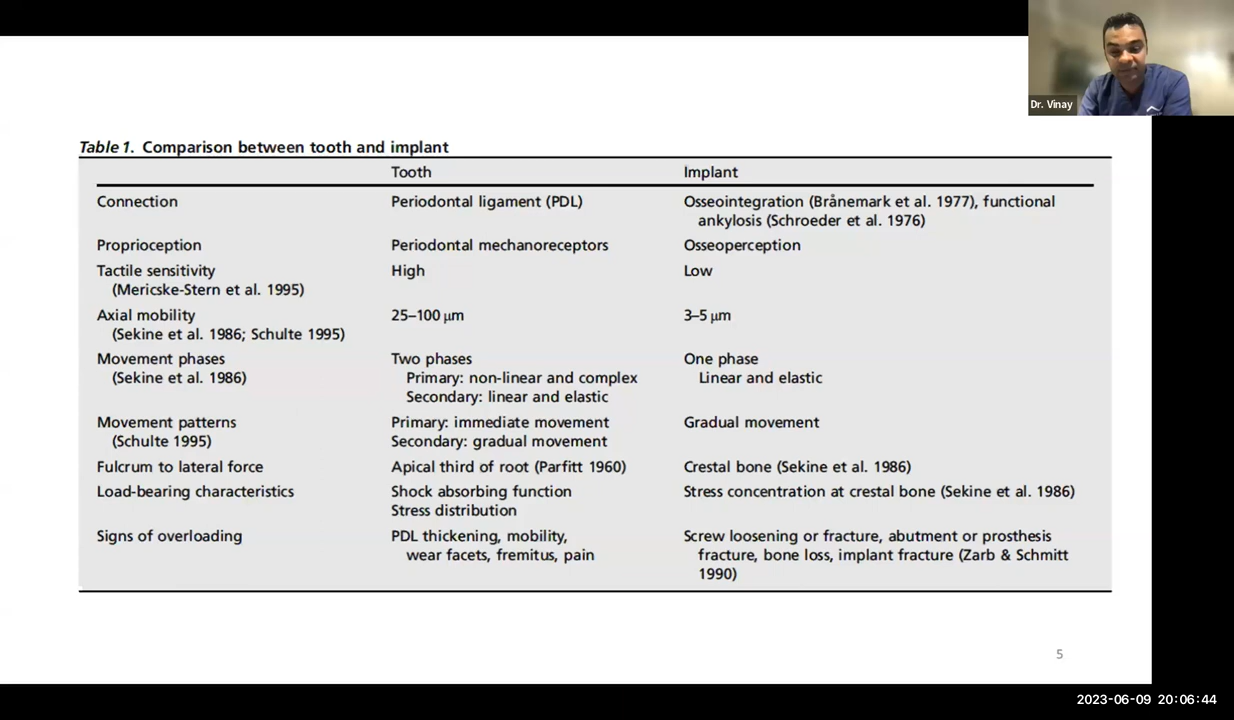 Dr. Vinay
Table 1. Comparison between tooth and implant
Tooth Implant
Connection Periodontal ligament (PDL) Osseointegration (Brånemark et al. 1977), functional
ankylosis (Schroeder et al. 1976)
Proprioception Periodontal mechanoreceptors Osseoperception
Tactile sensitivity High Low
(Mericske-Stern et al. 1995)
Axial mobility 25–100 μm 3–5 μm
(Sekine et al. 1986; Schulte 1995)
Movement phases Two phases One phase
(Sekine et al. 1986) Primary: non-linear and complex Linear and elastic
Secondary: linear and elastic
Movement patterns Primary: immediate movement Gradual movement
(Schulte 1995) Secondary: gradual movement
Fulcrum to lateral force Apical third of root (Parfitt 1960) Crestal bone (Sekine et al. 1986)
Load-bearing characteristics Shock absorbing function Stress concentration at crestal bone (Sekine et al. 1986)
Stress distribution
Signs of overloading PDL thickening, mobility, Screw loosening or fracture, abutment or prosthesis
wear facets, fremitus, pain fracture, bone loss, implant fracture (Zarb & Schmitt
1990)
5
2023-06-09 20:06:44